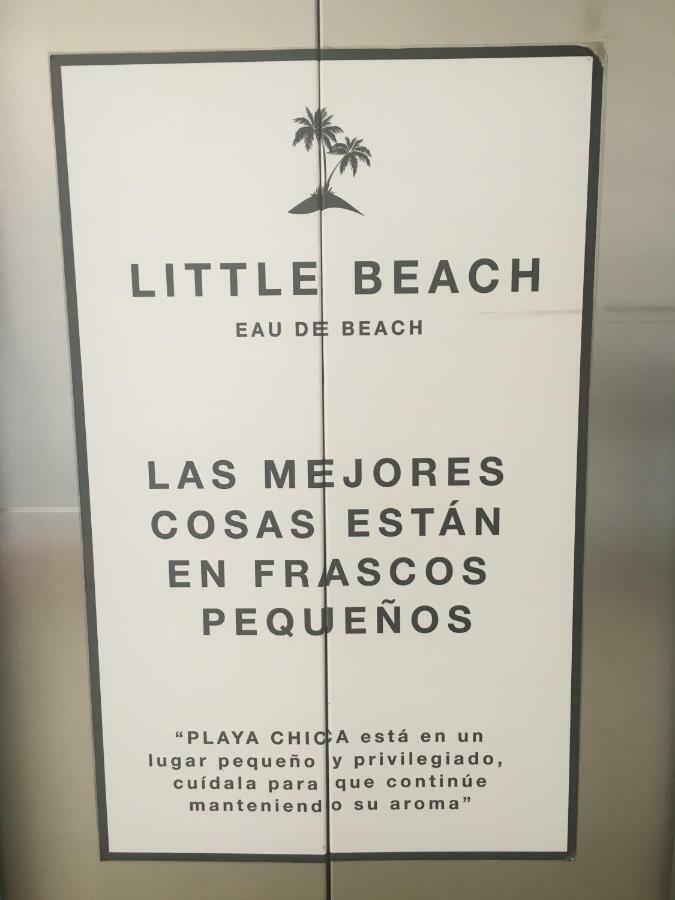 LITTLE BEACH
EAU DE BEACH
LAS MEJORES
COSAS ESTÁN
EN FRASCOS
PEQUEÑOS
“PLAYA CHICA está en un
lugar pequeño y privilegiado,
cuídala para que continúe
manteniendo su aroma”